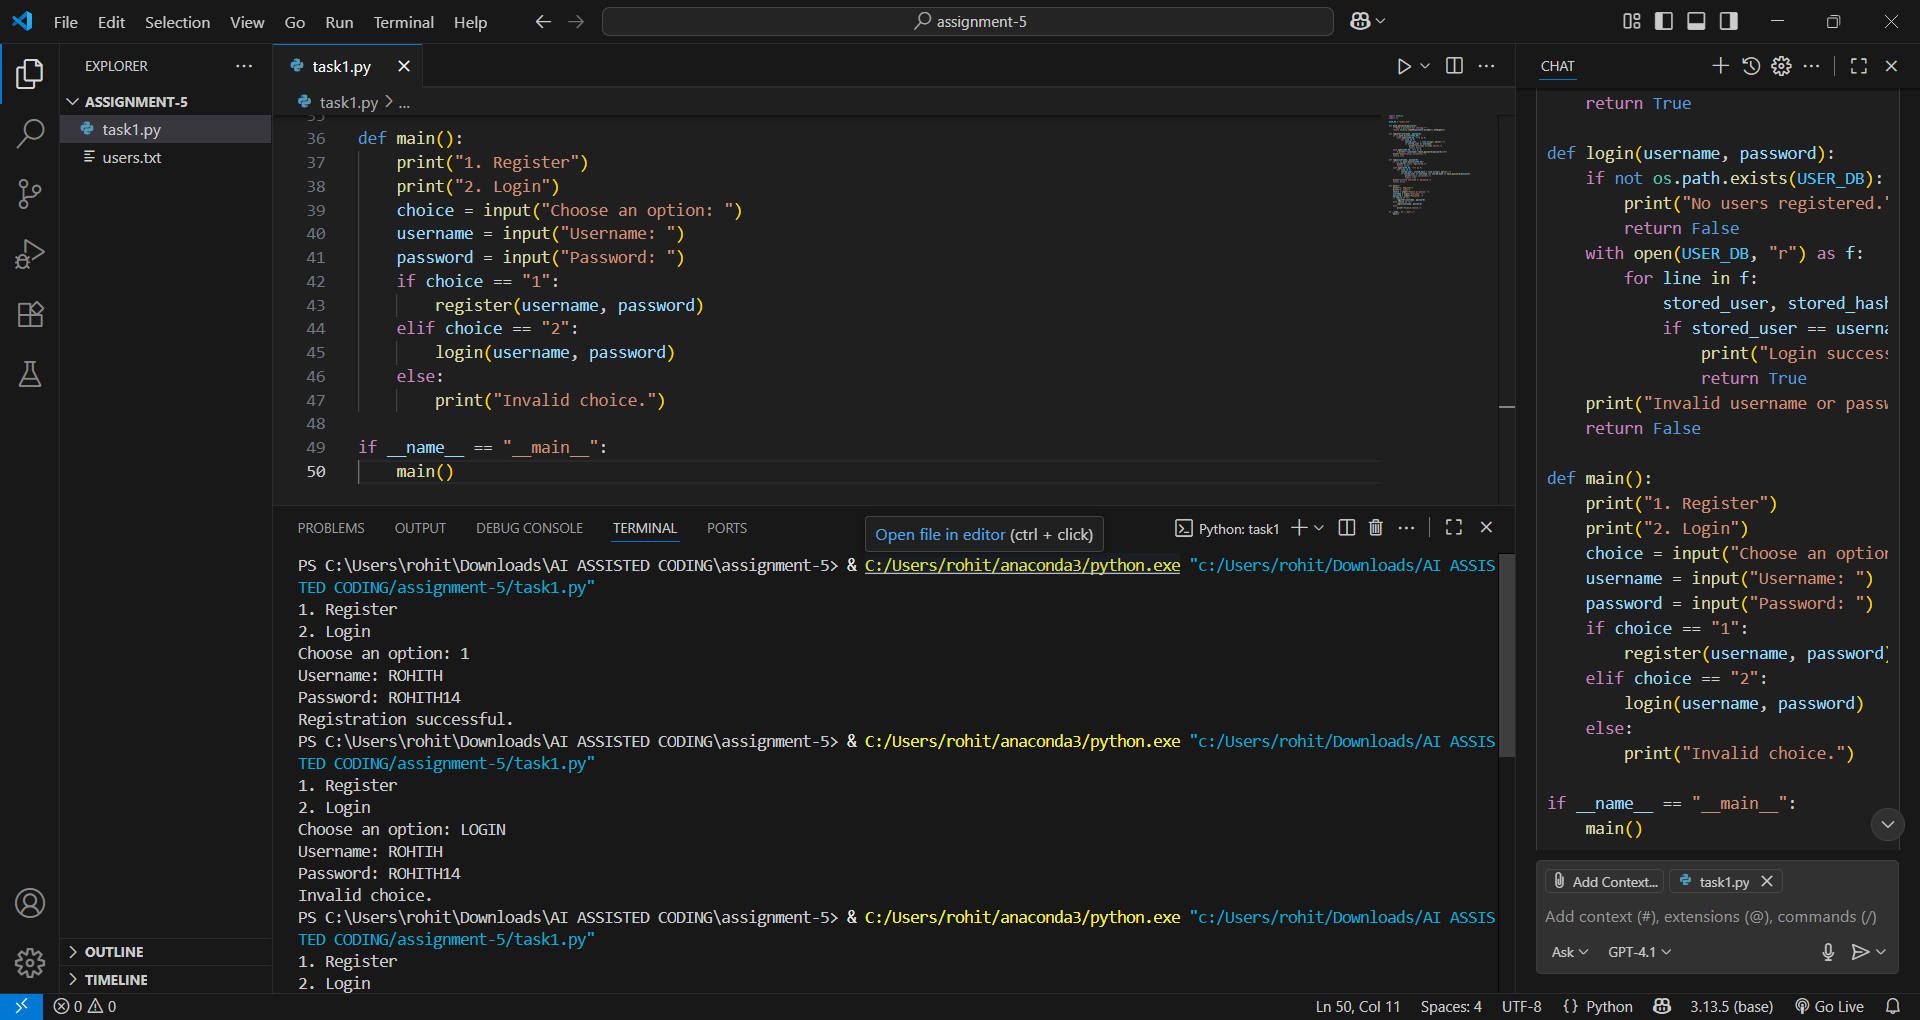 File Edit Selection View Go Run Terminal Help
assignment-5
EXPLORER
ASSIGNMENT-5
task1.py
users.txt
OUTLINE
TIMELINE
task1.py
task1.py > ...
35
36 def main():
37 print("1. Register")
38 print("2. Login")
39 choice = input("Choose an option: ")
40 username = input("Username: ")
41 password = input("Password: ")
42 if choice == "1":
43 register(username, password)
44 elif choice == "2":
45 login(username, password)
46 else:
47 print("Invalid choice.")
48
49 if __name__ == "__main__":
50 main()
PROBLEMS OUTPUT DEBUG CONSOLE TERMINAL PORTS
Open file in editor (ctrl + click)
Python: task1
PS C:\Users\rohit\Downloads\AI ASSISTED CODING\assignment-5> & C:/Users/rohit/anaconda3/python.exe "c:/Users/rohit/Downloads/AI ASSIS
TED CODING/assignment-5/task1.py"
1. Register
2. Login
Choose an option: 1
Username: ROHITH
Password: ROHITH14
Registration successful.
PS C:\Users\rohit\Downloads\AI ASSISTED CODING\assignment-5> & C:/Users/rohit/anaconda3/python.exe "c:/Users/rohit/Downloads/AI ASSIS
TED CODING/assignment-5/task1.py"
1. Register
2. Login
Choose an option: LOGIN
Username: ROHTIH
Password: ROHITH14
Invalid choice.
PS C:\Users\rohit\Downloads\AI ASSISTED CODING\assignment-5> & C:/Users/rohit/anaconda3/python.exe "c:/Users/rohit/Downloads/AI ASSIS
TED CODING/assignment-5/task1.py"
1. Register
2. Login
CHAT
return True
def login(username, password):
if not os.path.exists(USER_DB):
print("No users registered."
return False
with open(USER_DB, "r") as f:
for line in f:
stored_user, stored_hash
if stored_user == userna
print("Login success
return True
print("Invalid username or passw
return False
def main():
print("1. Register")
print("2. Login")
choice = input("Choose an option
username = input("Username: ")
password = input("Password: ")
if choice == "1":
register(username, password)
elif choice == "2":
login(username, password)
else:
print("Invalid choice.")
if __name__ == "__main__":
main()
Add Context... task1.py
Add context (#), extensions (@), commands (/)
Ask GPT-4.1
0 0
Ln 50, Col 11 Spaces: 4 UTF-8 {} Python 3.13.5 (base) Go Live